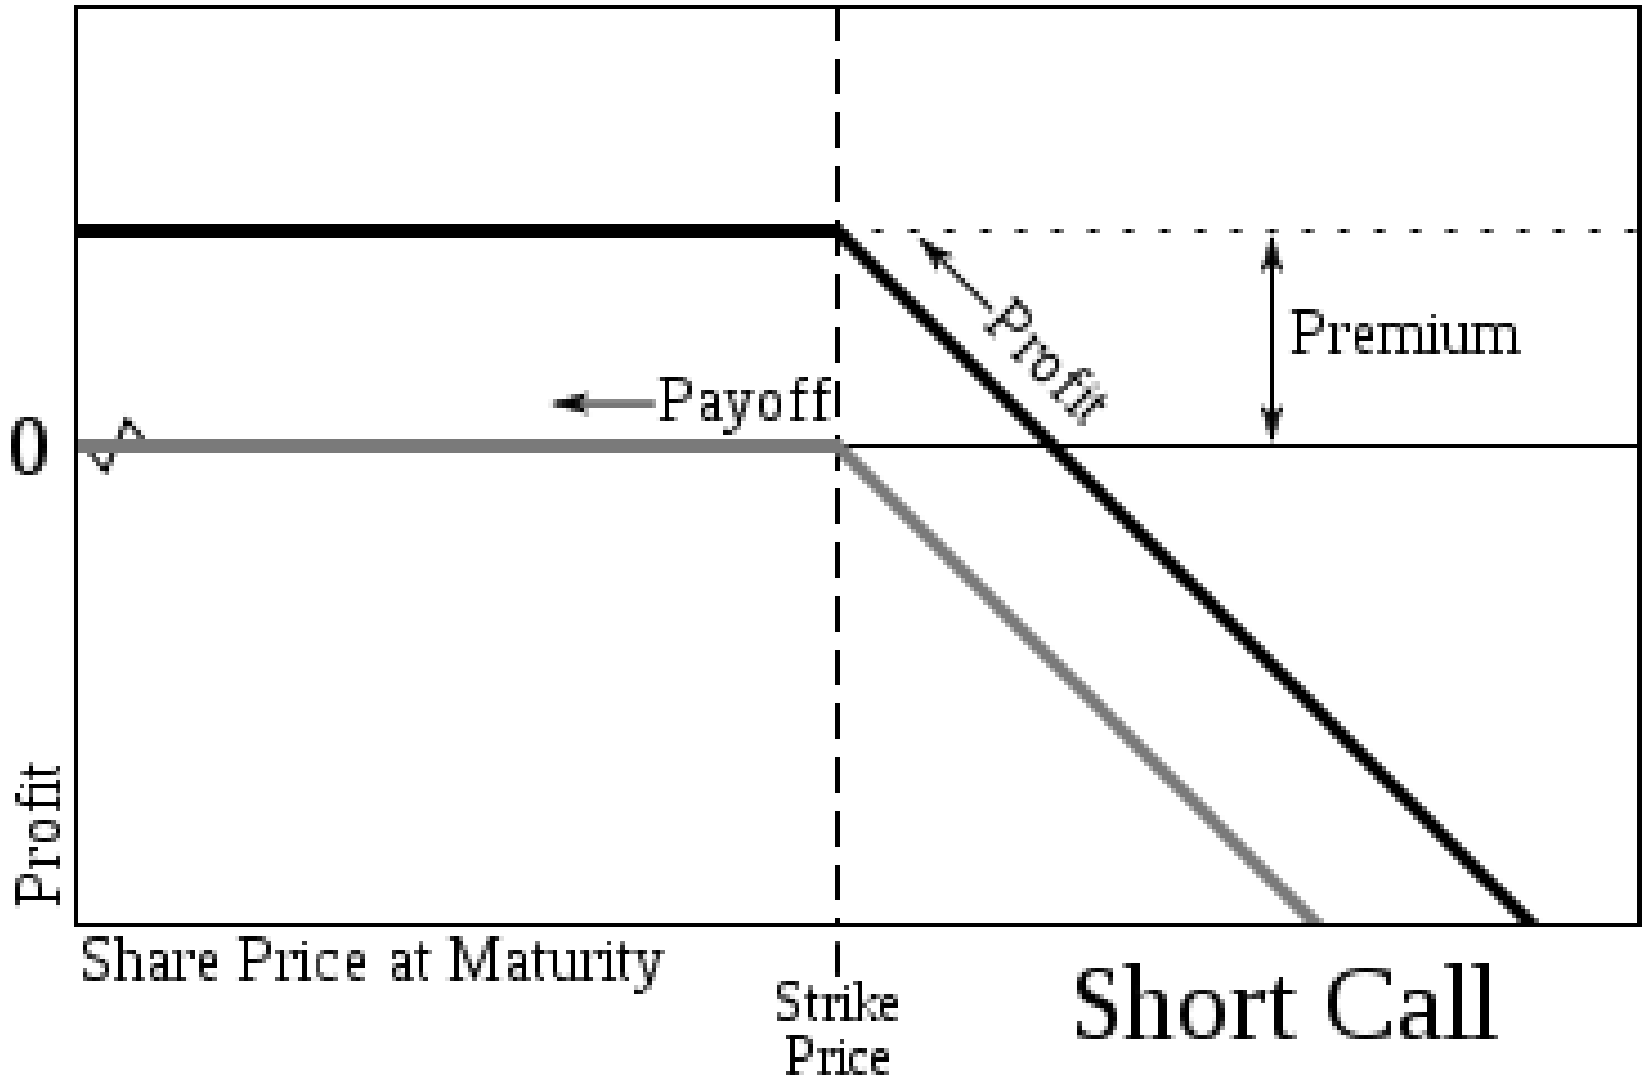 Profit
Premium
Payoff
0
Profit
Share Price at Maturity
Strike
Price
Short Call